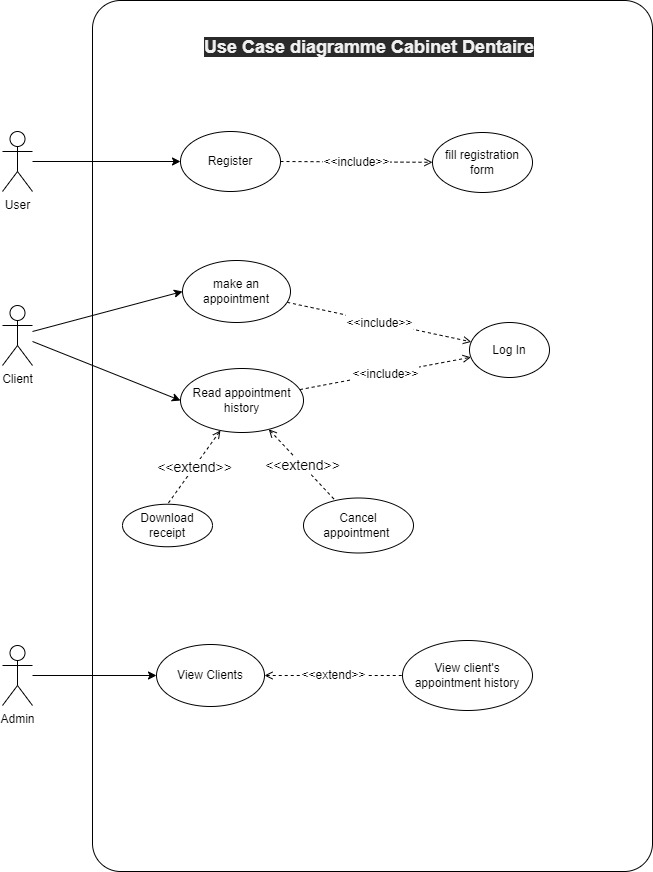 Use Case diagramme Cabinet Dentaire
Register
<<include>>
fill registration
form
User
make an
appointment
<<include>>
Log In
Client
Read appointment
history
<<include>>
<<extend>>
<<extend>>
Download
receipt
Cancel
appointment
View Clients
<<extend>>
View client's
appointment history
Admin